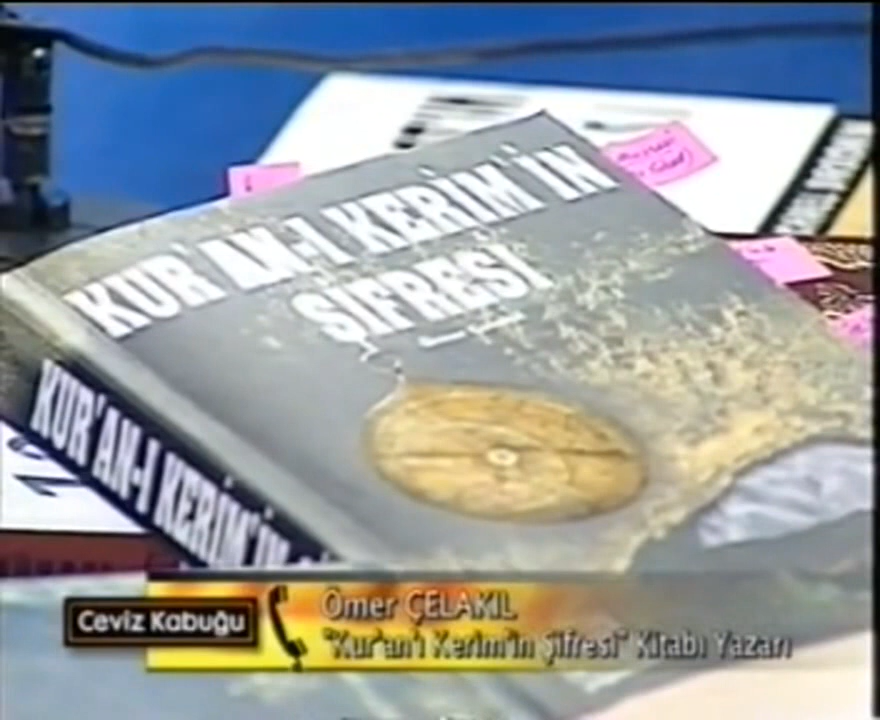 KUR'AN-I KERİM'İN
ŞİFRESİ
KUR'AN-I KERİM'İN
Ceviz Kabuğu
Ömer ÇELAKIL
"Kur'an'ı Kerim'in Şifresi" Kitabı Yazarı